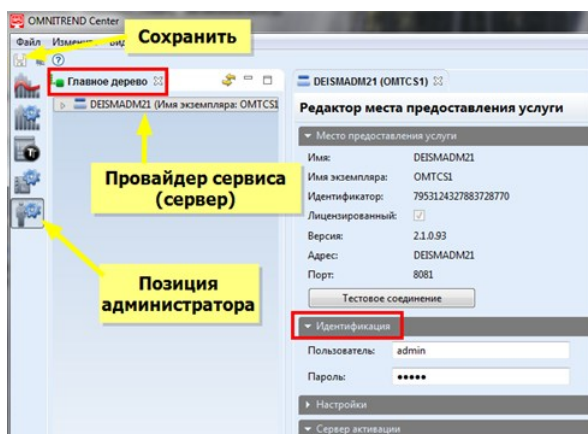 OMNITREND Center
Файл
Сохранить
Главное дерево
DEISMADM21 (OMTCS1)
DEISMADM21 (Имя экземпляра: OMTCS1
Редактор места предоставления услуги
Место предоставления услуги
Имя: DEISMADM21
Имя экземпляра: OMTCS1
Идентификатор: 7953124327883728770
Лицензированный:
Версия: 2.1.0.93
Адрес: DEISMADM21
Порт: 8081
Тестовое соединение
Провайдер сервиса
(сервер)
Позиция
администратора
Идентификация
Пользователь: admin
Пароль: •••••
Настройки
Сервер активации